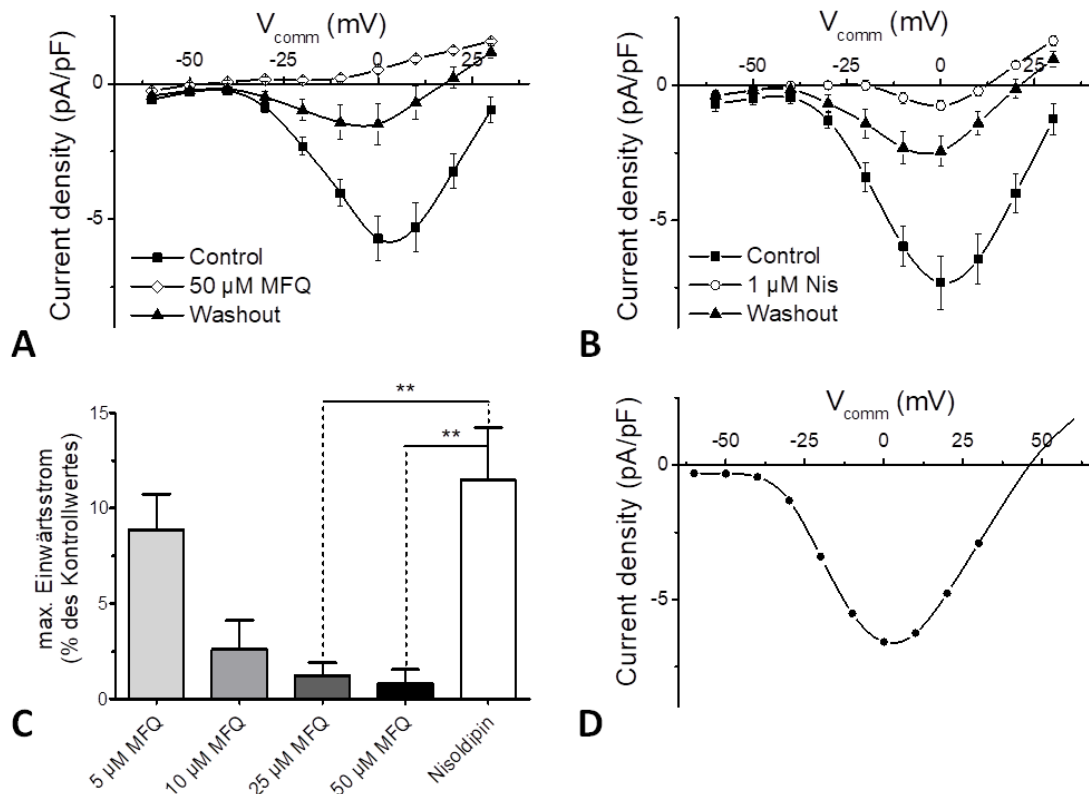 V_comm (mV)
-50 -25 0 25
0
-5
Current density (pA/pF)
Control
50 µM MFQ
Washout
A
V_comm (mV)
-50 -25 0 25
0
-5
Current density (pA/pF)
Control
1 µM Nis
Washout
B
max. Einwärtsstrom
(% des Kontrollwertes)
15
10
5
0
**
**
5 µM MFQ
10 µM MFQ
25 µM MFQ
50 µM MFQ
Nisoldipin
C
V_comm (mV)
-50 -25 0 25 50
0
-5
Current density (pA/pF)
D